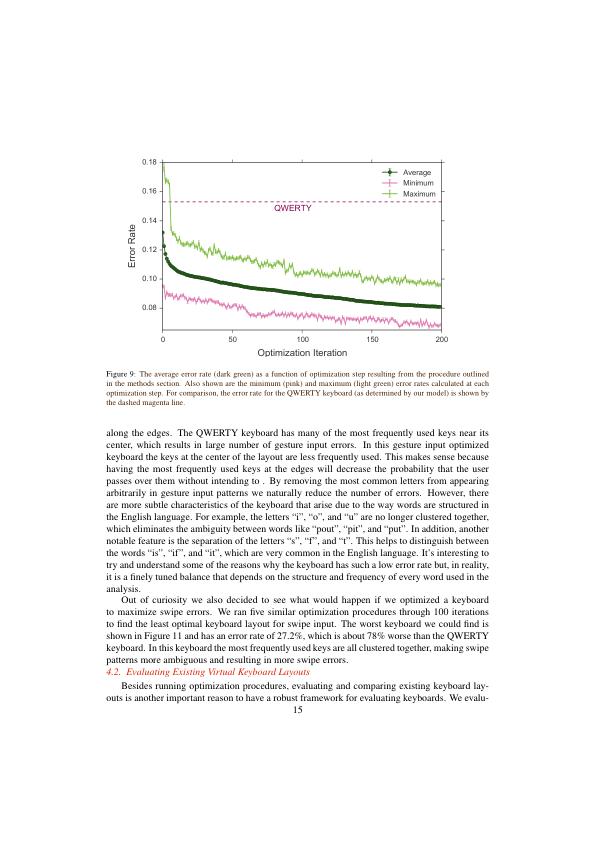 0.18
0.16
0.14
0.12
0.10
0.08
Error Rate
QWERTY
Average
Minimum
Maximum
0
50
100
150
200
Optimization Iteration
Figure 9: The average error rate (dark green) as a function of optimization step resulting from the procedure outlined
in the methods section. Also shown are the minimum (pink) and maximum (light green) error rates calculated at each
optimization step. For comparison, the error rate for the QWERTY keyboard (as determined by our model) is shown by
the dashed magenta line.
along the edges. The QWERTY keyboard has many of the most frequently used keys near its
center, which results in large number of gesture input errors. In this gesture input optimized
keyboard the keys at the center of the layout are less frequently used. This makes sense because
having the most frequently used keys at the edges will decrease the probability that the user
passes over them without intending to . By removing the most common letters from appearing
arbitrarily in gesture input patterns we naturally reduce the number of errors. However, there
are more subtle characteristics of the keyboard that arise due to the way words are structured in
the English language. For example, the letters “i”, “o”, and “u” are no longer clustered together,
which eliminates the ambiguity between words like “pout”, “pit”, and “put”. In addition, another
notable feature is the separation of the letters “s”, “f”, and “t”. This helps to distinguish between
the words “is”, “if”, and “it”, which are very common in the English language. It’s interesting to
try and understand some of the reasons why the keyboard has such a low error rate but, in reality,
it is a finely tuned balance that depends on the structure and frequency of every word used in the
analysis.
Out of curiosity we also decided to see what would happen if we optimized a keyboard
to maximize swipe errors. We ran five similar optimization procedures through 100 iterations
to find the least optimal keyboard layout for swipe input. The worst keyboard we could find is
shown in Figure 11 and has an error rate of 27.2%, which is about 78% worse than the QWERTY
keyboard. In this keyboard the most frequently used keys are all clustered together, making swipe
patterns more ambiguous and resulting in more swipe errors.
4.2. Evaluating Existing Virtual Keyboard Layouts
Besides running optimization procedures, evaluating and comparing existing keyboard lay-
outs is another important reason to have a robust framework for evaluating keyboards. We evalu-
15